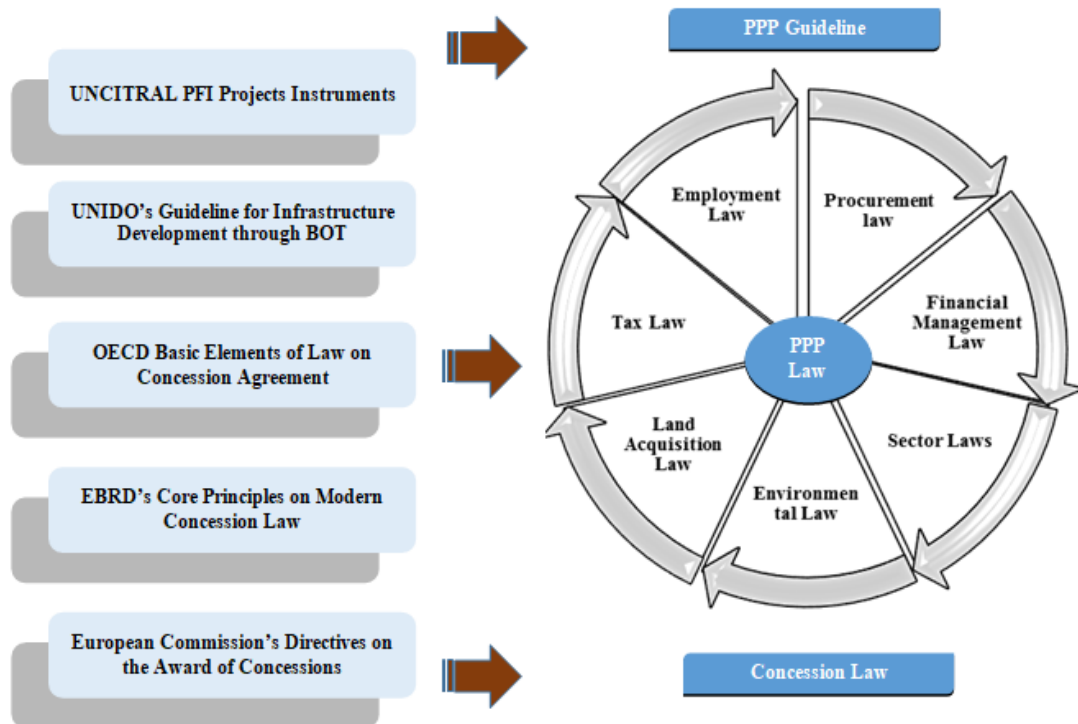 UNCITRAL PFI Projects Instruments
UNIDO’s Guideline for Infrastructure
Development through BOT
OECD Basic Elements of Law on
Concession Agreement
EBRD’s Core Principles on Modern
Concession Law
European Commission’s Directives on
the Award of Concessions
PPP Guideline
Employment
Law
Procurement
law
Tax Law
Financial
Management
Law
PPP
Law
Land
Acquisition
Law
Sector Laws
Environmen
tal Law
Concession Law